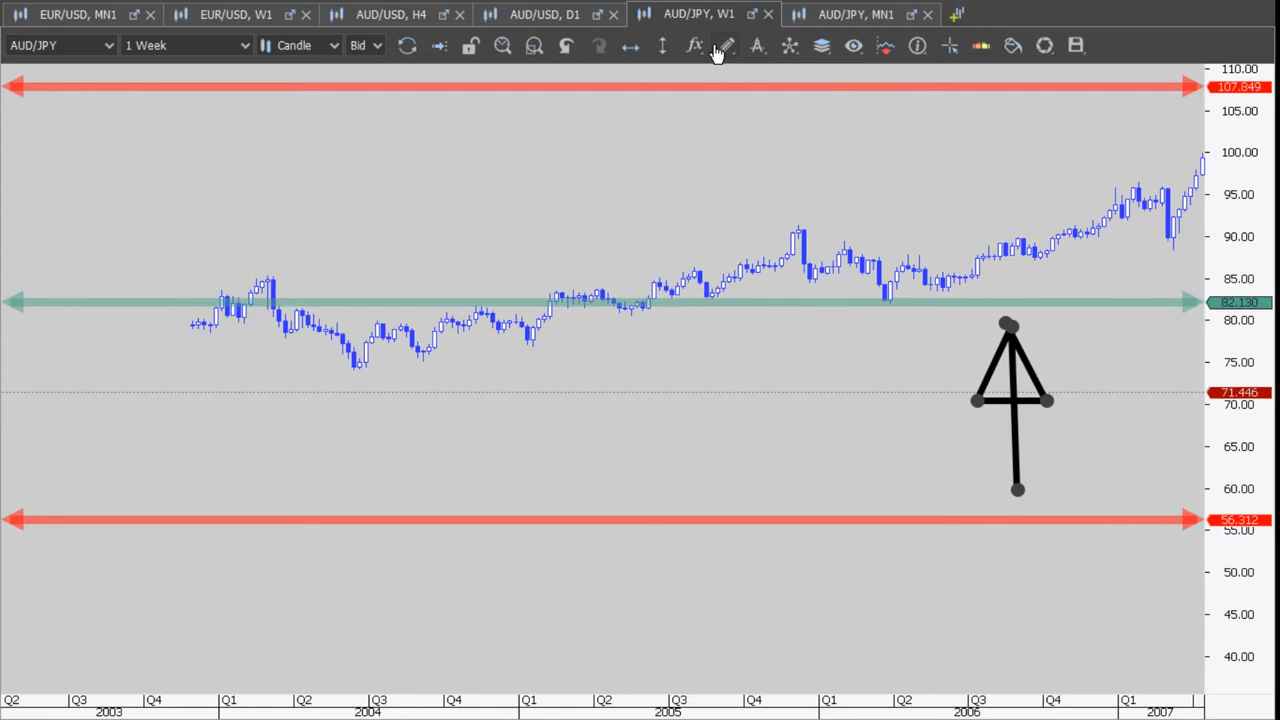 EUR/USD, MN1
EUR/USD, W1
AUD/USD, H4
AUD/USD, D1
AUD/JPY, W1
AUD/JPY, MN1
AUD/JPY
1 Week
Candle
Bid
fx
110.00
107.849
105.00
100.00
95.00
90.00
85.00
82.130
80.00
75.00
71.446
70.00
65.00
60.00
56.312
55.00
50.00
45.00
40.00
Q2 Q3 Q4 Q1 Q2 Q3 Q4 Q1 Q2 Q3 Q4 Q1 Q2 Q3 Q4 Q1
2003 2004 2005 2006 2007